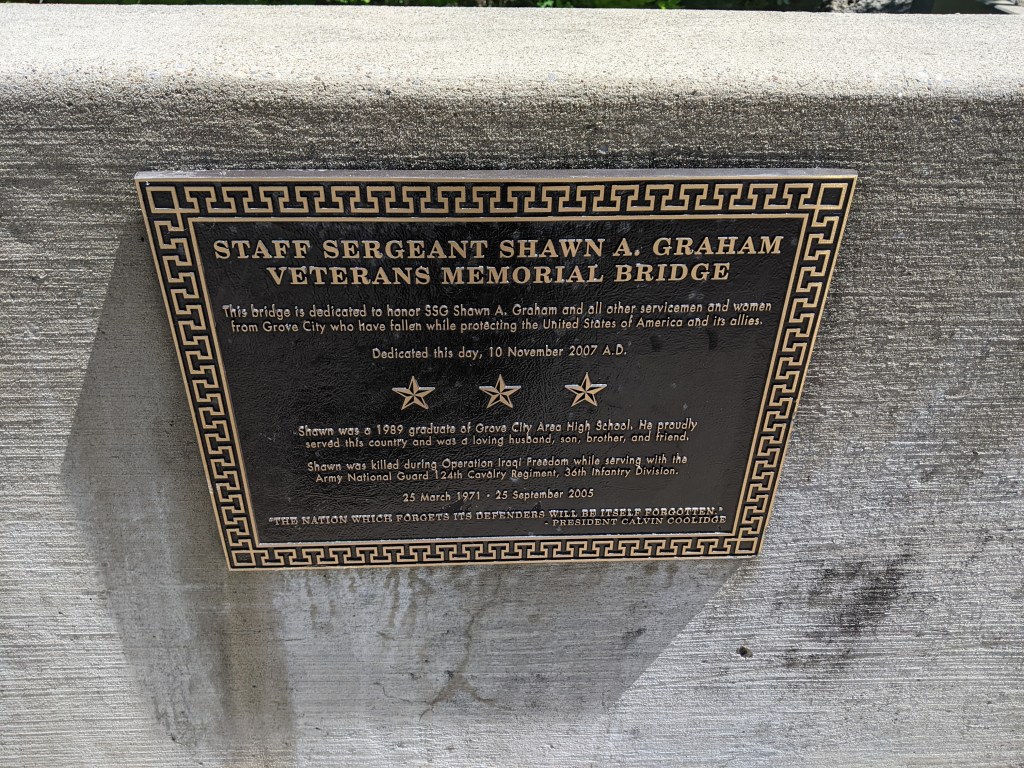 STAFF SERGEANT SHAWN A. GRAHAM
VETERANS MEMORIAL BRIDGE
This bridge is dedicated to honor SSG Shawn A. Graham and all other servicemen and women
from Grove City who have fallen while protecting the United States of America and its allies.
Dedicated this day, 10 November 2007 A.D.
Shawn was a 1989 graduate of Grove City Area High School. He proudly
served this country and was a loving husband, son, brother, and friend.
Shawn was killed during Operation Iraqi Freedom while serving with the
Army National Guard 124th Cavalry Regiment, 36th Infantry Division.
25 March 1971 - 25 September 2005
"THE NATION WHICH FORGETS ITS DEFENDERS WILL BE ITSELF FORGOTTEN."
- PRESIDENT CALVIN COOLIDGE